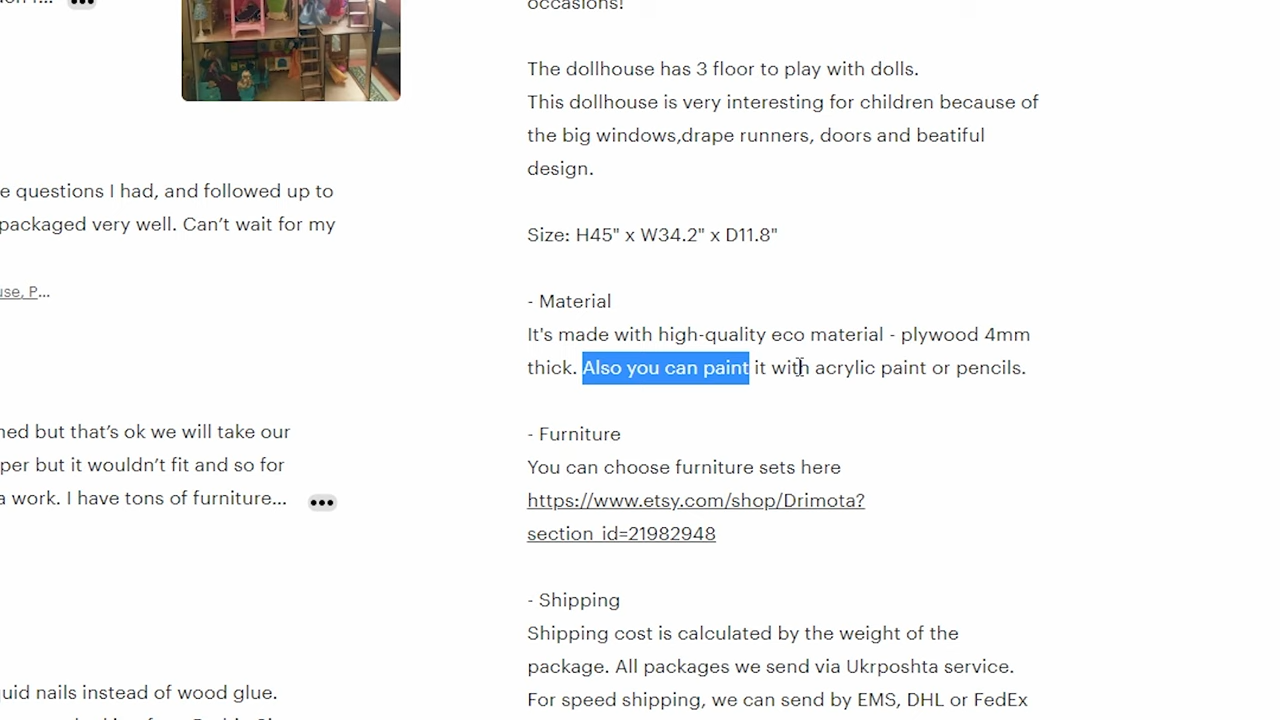 e questions I had, and followed up to
packaged very well. Can't wait for my
use, P...
ned but that's ok we will take our
per but it wouldn't fit and so for
a work. I have tons of furniture...
uid nails instead of wood glue.
occasions!
The dollhouse has 3 floor to play with dolls.
This dollhouse is very interesting for children because of
the big windows,drape runners, doors and beatiful
design.
Size: H45" x W34.2" x D11.8"
- Material
It's made with high-quality eco material - plywood 4mm
thick. Also you can paint it with acrylic paint or pencils.
- Furniture
You can choose furniture sets here
https://www.etsy.com/shop/Drimota?
section_id=21982948
- Shipping
Shipping cost is calculated by the weight of the
package. All packages we send via Ukrposhta service.
For speed shipping, we can send by EMS, DHL or FedEx